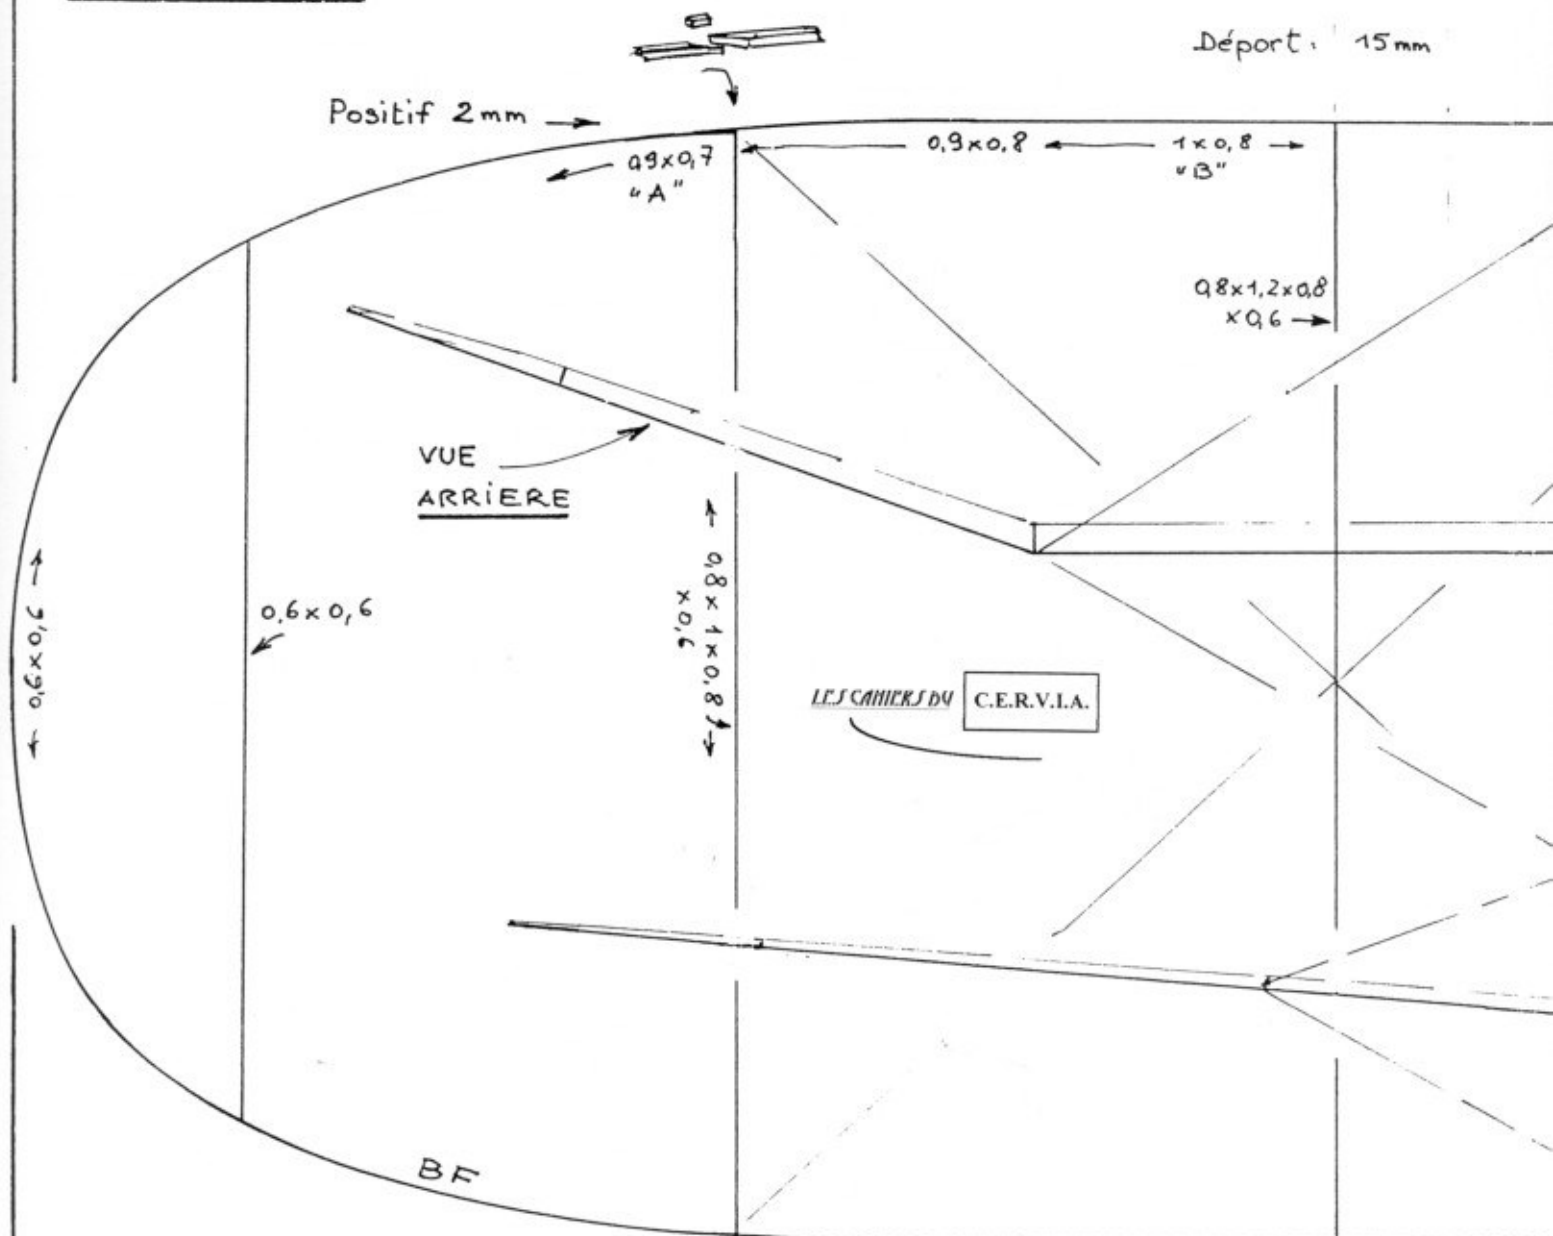 Déport: 15mm
Positif 2mm
0,9x0,7
"A"
0,9x0,8
1x0,8
"B"
0,8x1,2x0,8
x0,6
VUE
ARRiERE
0,8x1x0,8
x0,6
0,6x0,6
0,6x0,6
LES CAHIERS DU C.E.R.V.I.A.
BF